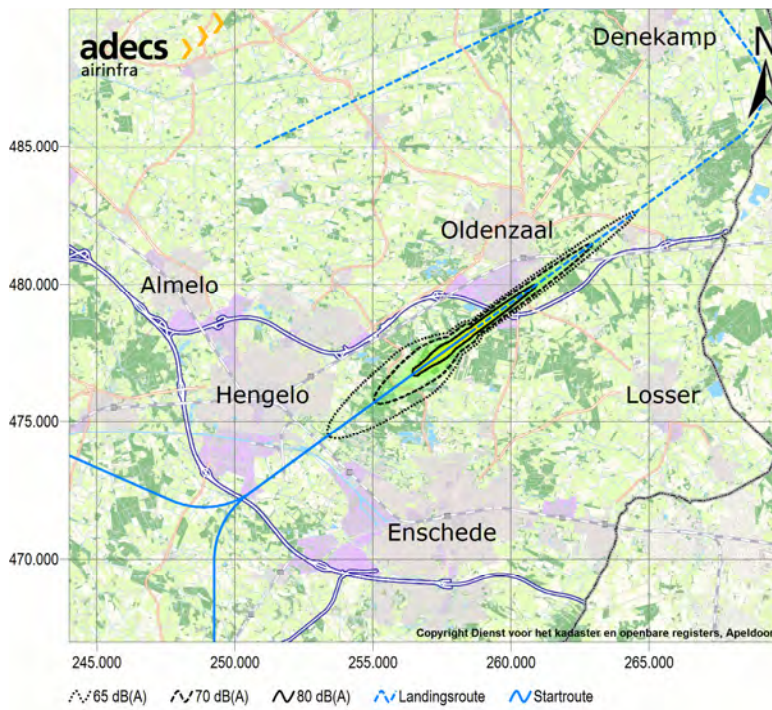 adecs
airinfra
Denekamp
N
485.000
Oldenzaal
480.000
Almelo
Hengelo
Losser
475.000
Enschede
470.000
Copyright Dienst voor het kadaster en openbare registers, Apeldoor
245.000 250.000 255.000 260.000 265.000
65 dB(A) 70 dB(A) 80 dB(A) Landingsroute Startroute